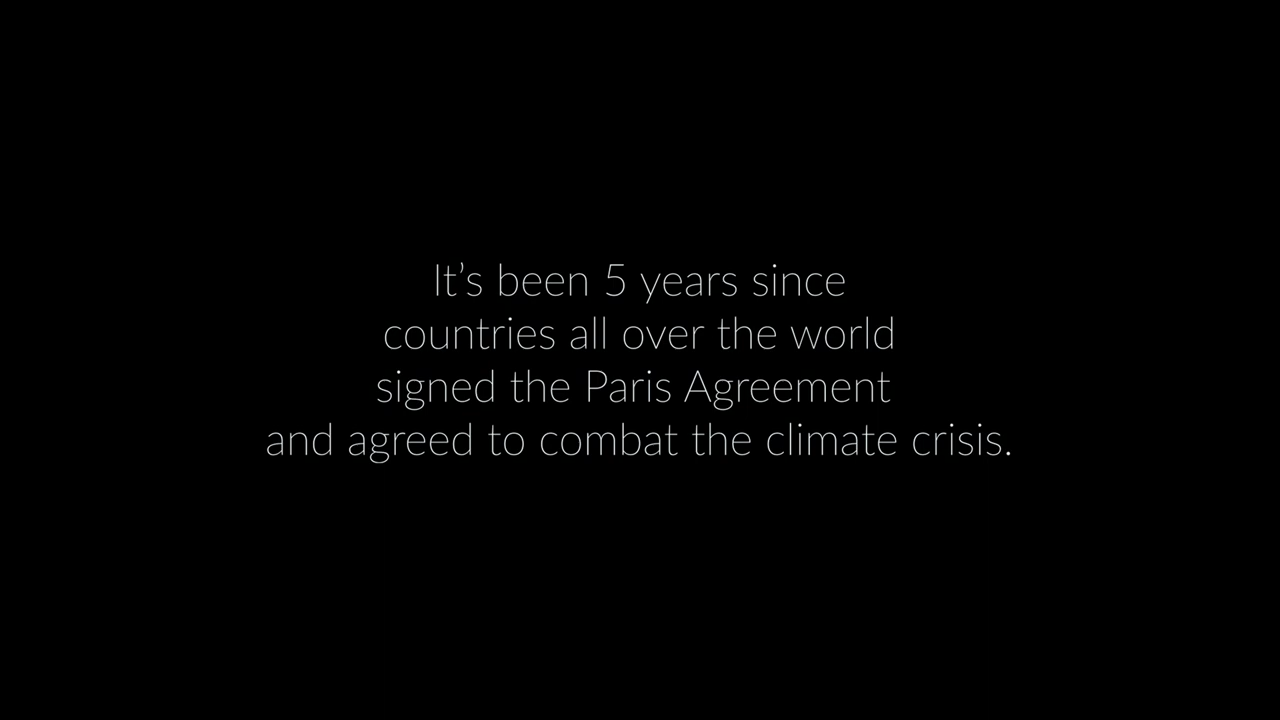 It’s been 5 years since
countries all over the world
signed the Paris Agreement
and agreed to combat the climate crisis.